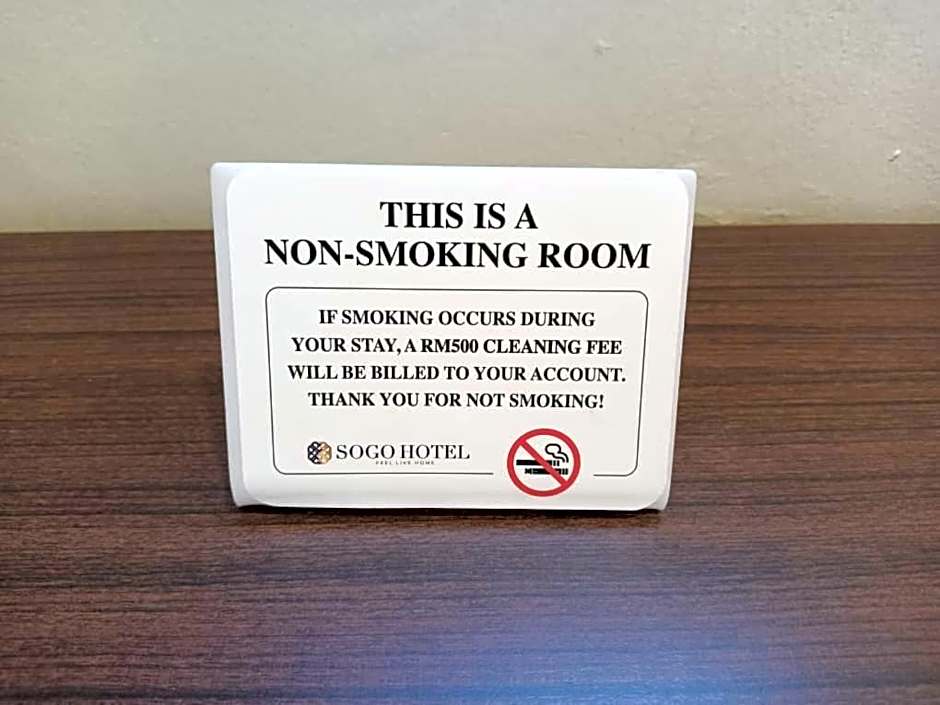 THIS IS A
NON-SMOKING ROOM
IF SMOKING OCCURS DURING
YOUR STAY, A RM500 CLEANING FEE
WILL BE BILLED TO YOUR ACCOUNT.
THANK YOU FOR NOT SMOKING!
SOGO HOTEL
FEEL LIKE HOME